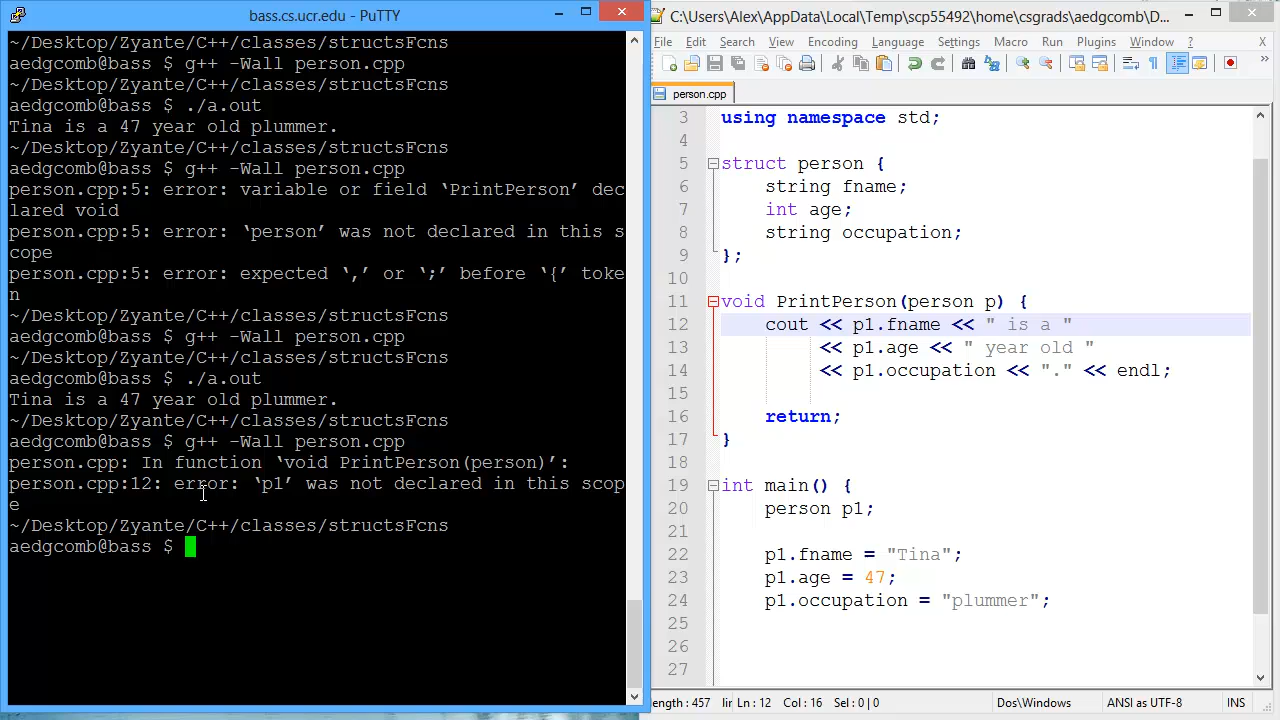 bass.cs.ucr.edu - PuTTY
~/Desktop/Zyante/C++/classes/structsFcns
aedgcomb@bass $ g++ -Wall person.cpp
~/Desktop/Zyante/C++/classes/structsFcns
aedgcomb@bass $ ./a.out
Tina is a 47 year old plummer.
~/Desktop/Zyante/C++/classes/structsFcns
aedgcomb@bass $ g++ -Wall person.cpp
person.cpp:5: error: variable or field ‘PrintPerson’ dec
lared void
person.cpp:5: error: ‘person’ was not declared in this s
cope
person.cpp:5: error: expected ‘,’ or ‘;’ before ‘{’ toke
n
~/Desktop/Zyante/C++/classes/structsFcns
aedgcomb@bass $ g++ -Wall person.cpp
~/Desktop/Zyante/C++/classes/structsFcns
aedgcomb@bass $ ./a.out
Tina is a 47 year old plummer.
~/Desktop/Zyante/C++/classes/structsFcns
aedgcomb@bass $ g++ -Wall person.cpp
person.cpp: In function ‘void PrintPerson(person)’:
person.cpp:12: error: ‘p1’ was not declared in this scop
e
~/Desktop/Zyante/C++/classes/structsFcns
aedgcomb@bass $
C:\Users\Alex\AppData\Local\Temp\scp55492\home\csgrads\aedgcomb\D...
File Edit Search View Encoding Language Settings Macro Run Plugins Window ? X
person.cpp
3 using namespace std;
4
5 struct person {
6 string fname;
7 int age;
8 string occupation;
9 };
10
11 void PrintPerson(person p) {
12 cout << p1.fname << " is a "
13 << p1.age << " year old "
14 << p1.occupation << "." << endl;
15
16 return;
17 }
18
19 int main() {
20 person p1;
21
22 p1.fname = "Tina";
23 p1.age = 47;
24 p1.occupation = "plummer";
25
26
27
length : 457 lir Ln : 12 Col : 16 Sel : 0 | 0 Dos\Windows ANSI as UTF-8 INS